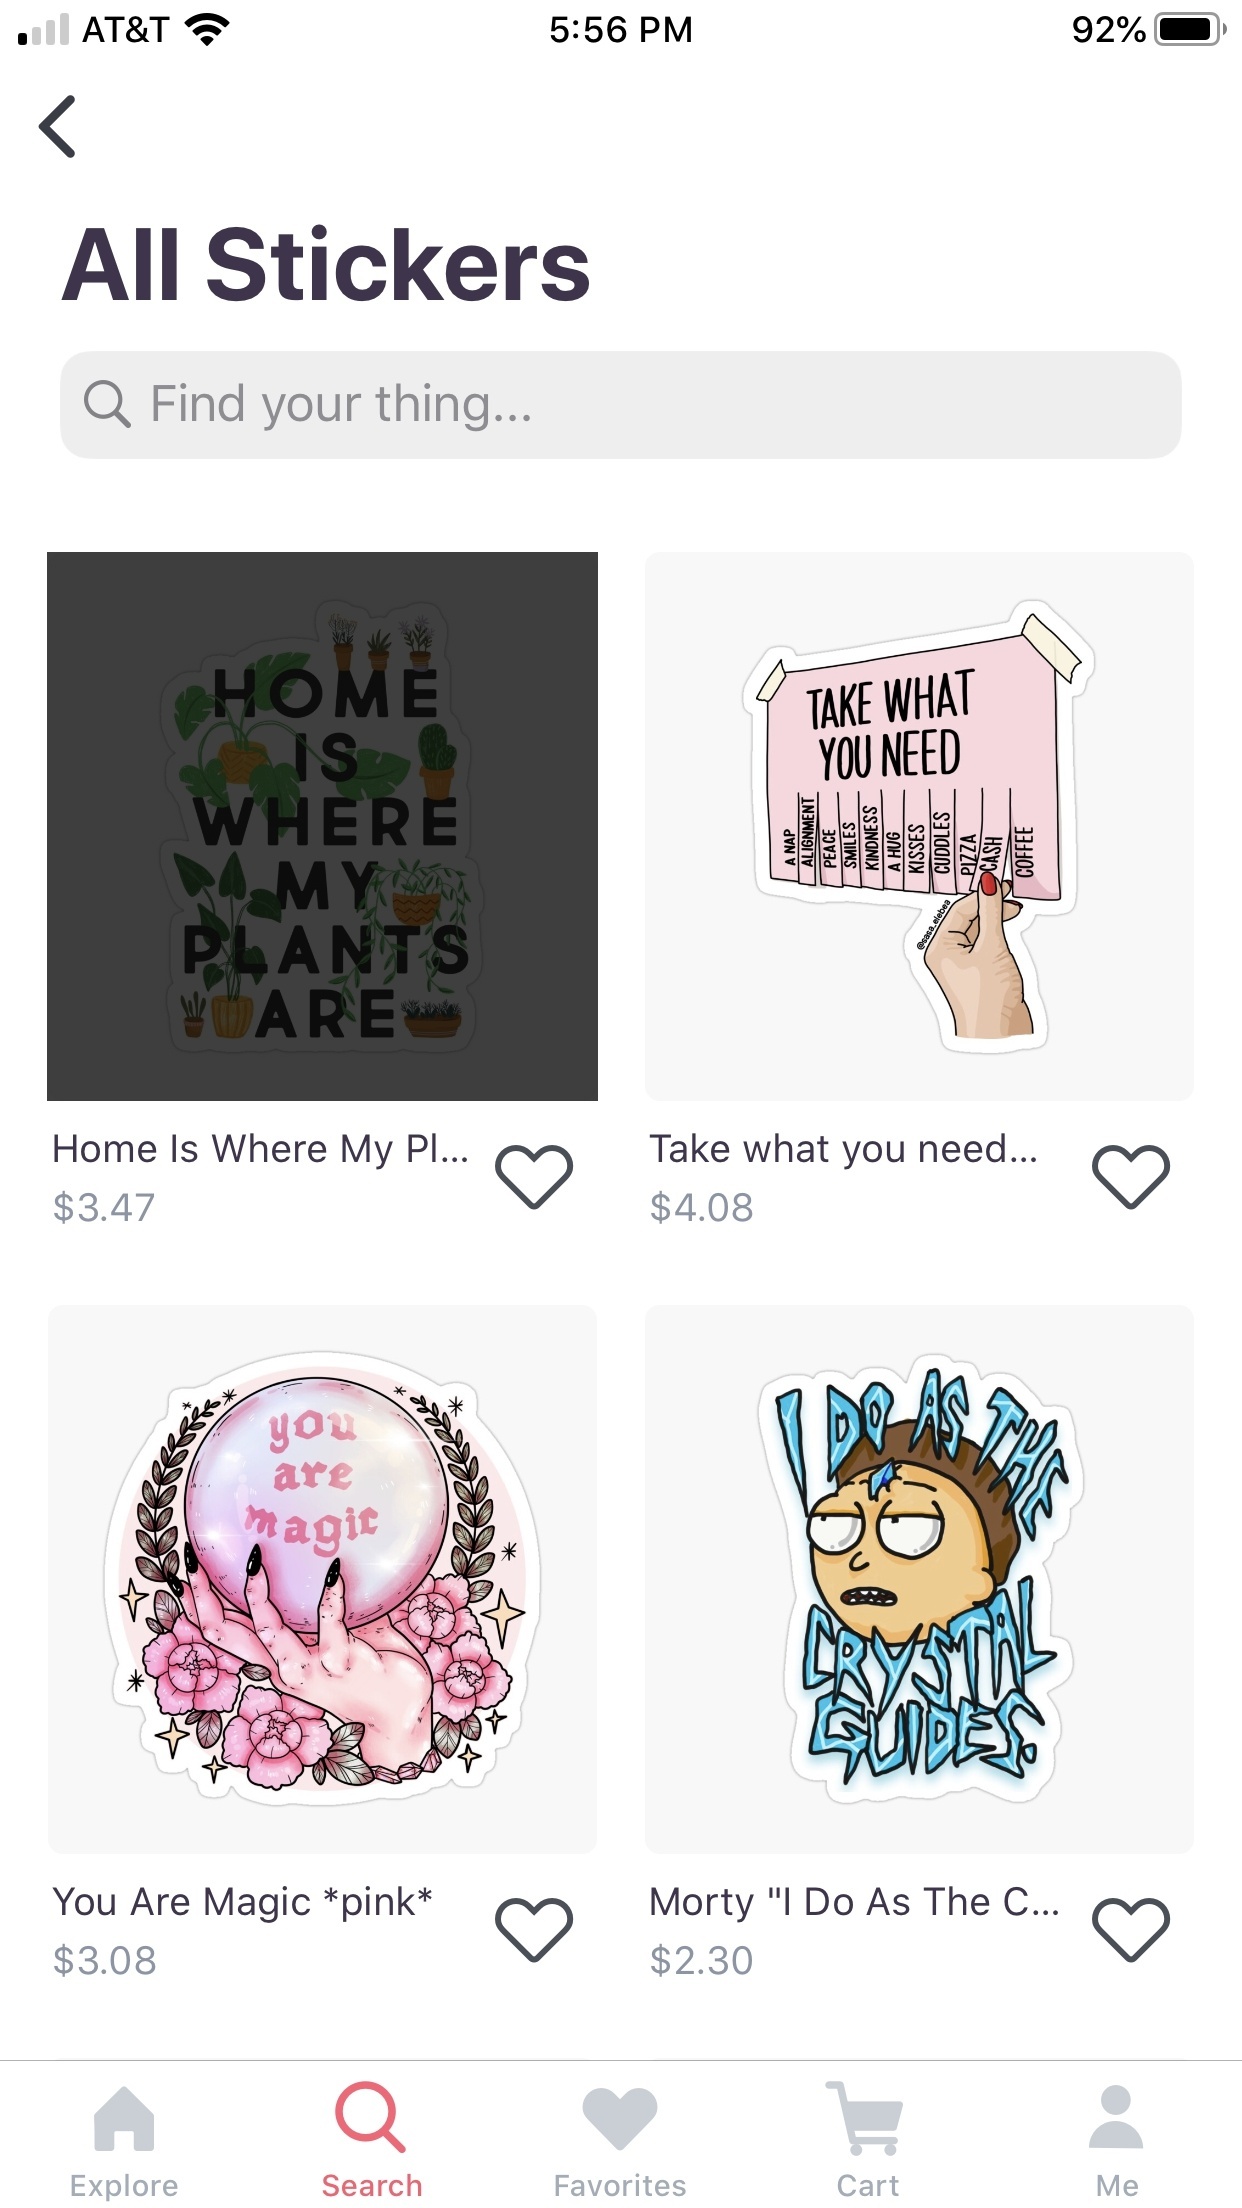 AT&T 5:56 PM 92%
All Stickers
Find your thing...
HOME
IS
WHERE
MY
PLANTS
ARE
TAKE WHAT
YOU NEED
A NAP
ALIGNMENT
PEACE
SMILES
KINDNESS
A HUG
KISSES
CUDDLES
PIZZA
CASH
COFFEE
@sasa_elebea
Home Is Where My Pl...
$3.47
Take what you need...
$4.08
you
are
magic
I DO AS THE
CRYSTAL
GUIDES.
You Are Magic *pink*
$3.08
Morty "I Do As The C...
$2.30
Explore
Search
Favorites
Cart
Me